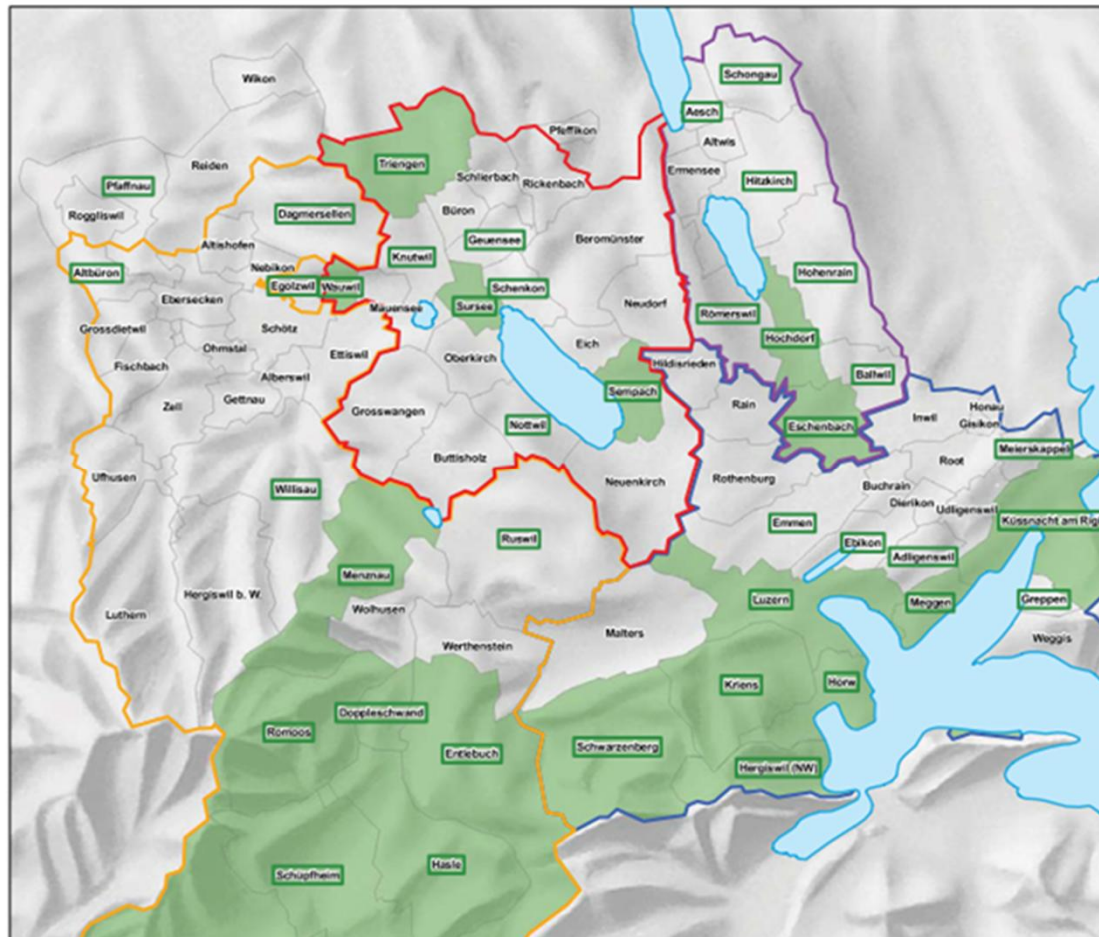 Schongau
Wikon
Aesch
Pfeffikon
Altwis
Triengen
Reiden
Ermensee
Schlierbach
Rickenbach
Hitzkirch
Pfaffnau
Roggliswil
Dagmersellen
Büron
Geuensee
Beromünster
Altishofen
Knutwil
Nebikon
Altbüron
Hohenrain
Egolzwil
Wauwil
Schenkon
Ebersecken
Mauensee
Sursee
Neudorf
Römerswil
Grossdietwil
Schötz
Hochdorf
Eich
Ohmstal
Ettiswil
Oberkirch
Fischbach
Hildisrieden
Alberswil
Ballwil
Sempach
Gettnau
Zell
Rain
Grosswangen
Honau
Inwil
Gisikon
Nottwil
Eschenbach
Meierskappel
Buttisholz
Root
Ufhusen
Rothenburg
Neuenkirch
Buchrain
Willisau
Dierikon
Udligenswil
Emmen
Küssnacht am Rigi
Ruswil
Ebikon
Adligenswil
Menznau
Hergiswil b. W.
Luzern
Meggen
Greppen
Wolhusen
Luthern
Malters
Weggis
Werthenstein
Kriens
Horw
Doppleschwand
Romoos
Schwarzenberg
Entlebuch
Hergiswil (NW)
Hasle
Schüpfheim